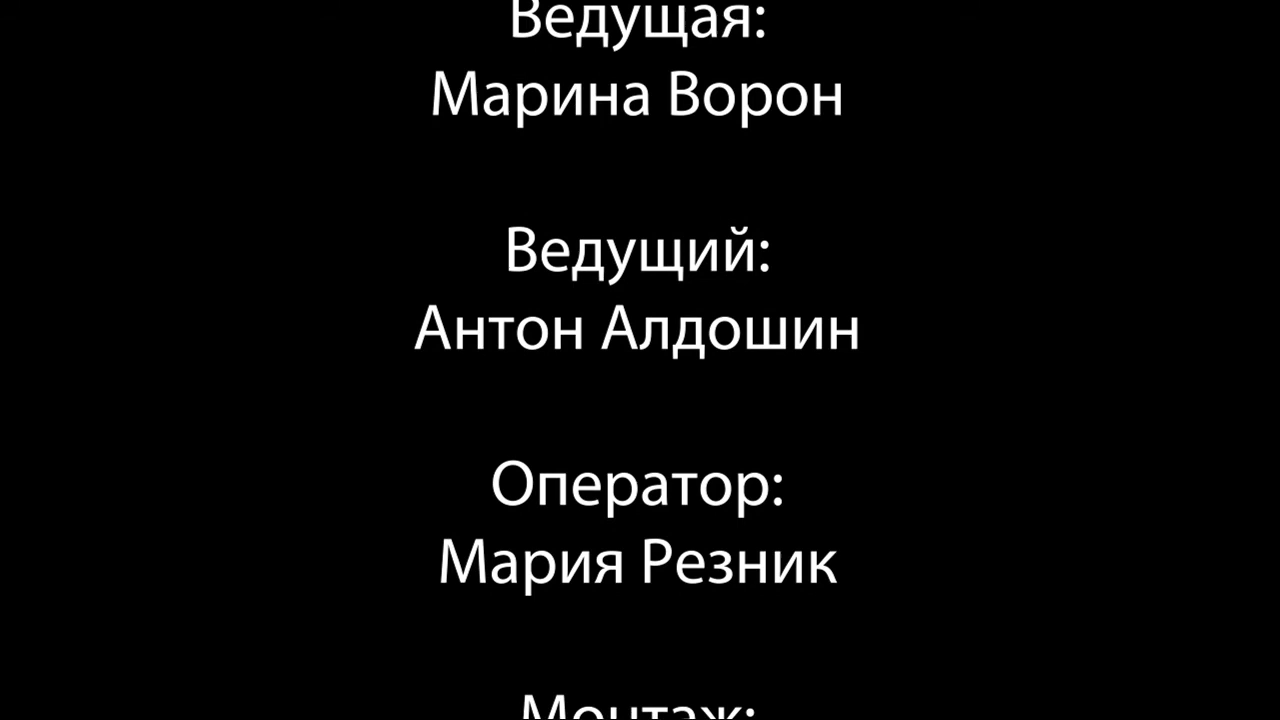 Ведущая:
Марина Ворон
Ведущий:
Антон Алдошин
Оператор:
Мария Резник
Монтаж: